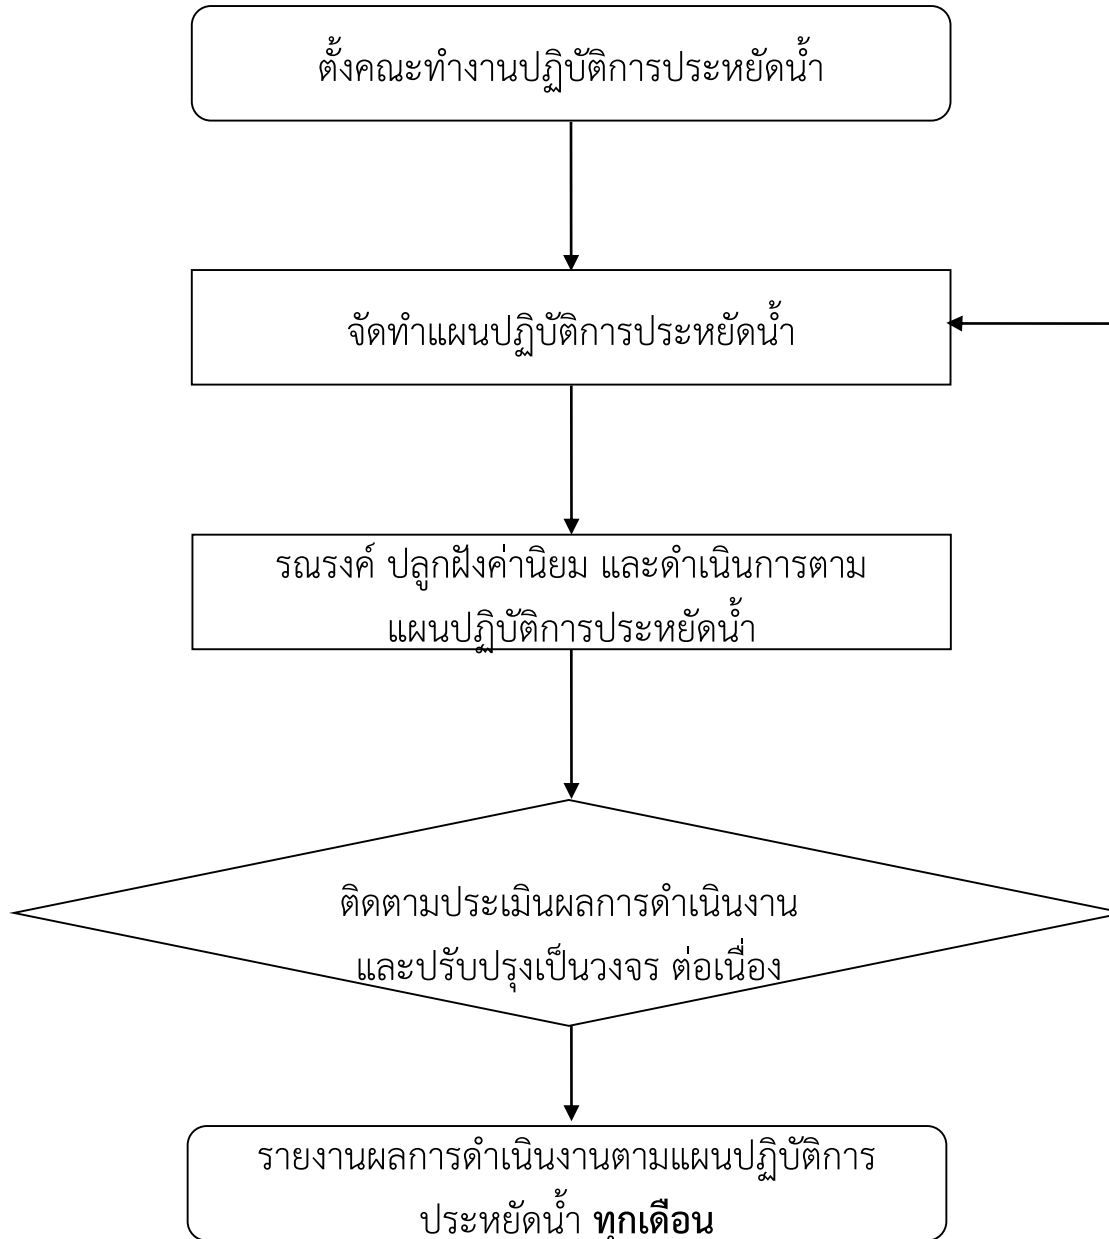 ตั้งคณะทำงานปฏิบัติการประหยัดน้ำ
จัดทำแผนปฏิบัติการประหยัดน้ำ
รณรงค์ ปลูกฝังค่านิยม และดำเนินการตาม
แผนปฏิบัติการประหยัดน้ำ
ติดตามประเมินผลการดำเนินงาน
และปรับปรุงเป็นวงจร ต่อเนื่อง
รายงานผลการดำเนินงานตามแผนปฏิบัติการ
ประหยัดน้ำ ทุกเดือน